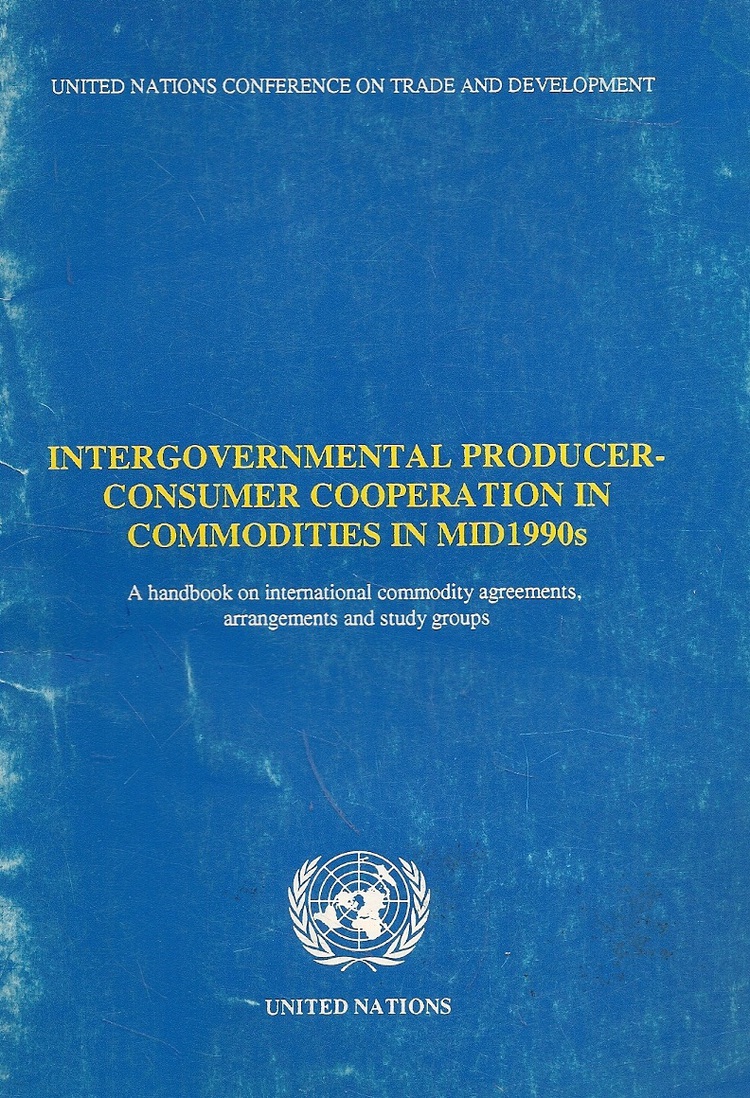 UNITED NATIONS CONFERENCE ON TRADE AND DEVELOPMENT
INTERGOVERNMENTAL PRODUCER-
CONSUMER COOPERATION IN
COMMODITIES IN MID1990s
A handbook on international commodity agreements,
arrangements and study groups
UNITED NATIONS